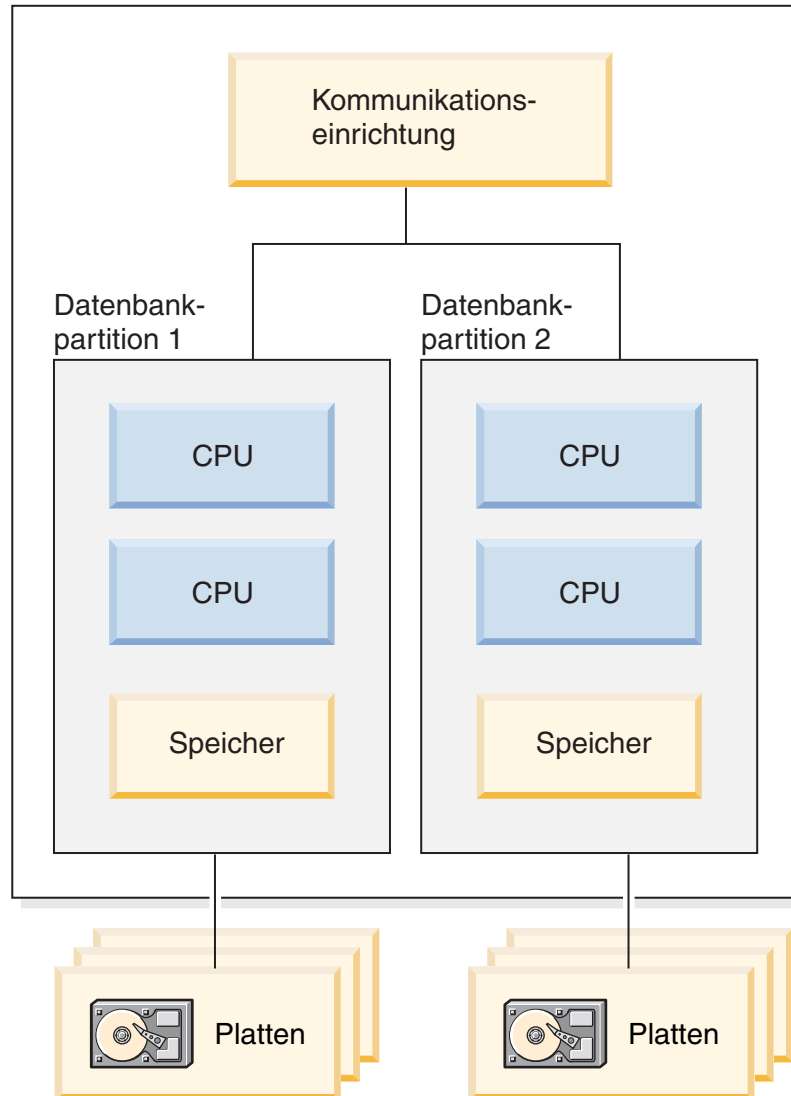 Kommunikations-
einrichtung
Datenbank-
partition 1
Datenbank-
partition 2
CPU
CPU
CPU
CPU
Speicher
Speicher
Platten
Platten